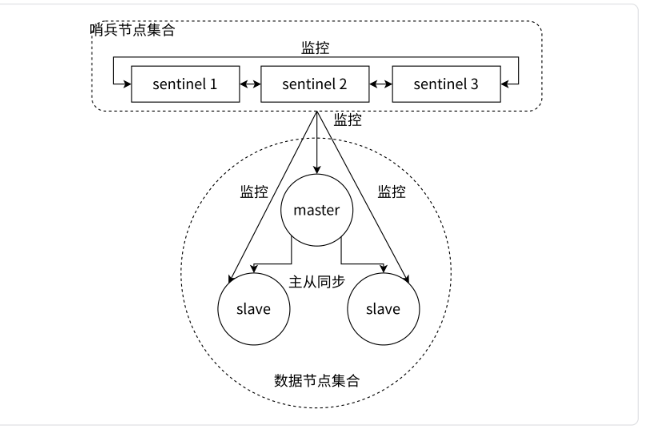 哨兵节点集合
监控
sentinel 1
sentinel 2
sentinel 3
监控
监控
监控
master
主从同步
slave
slave
数据节点集合